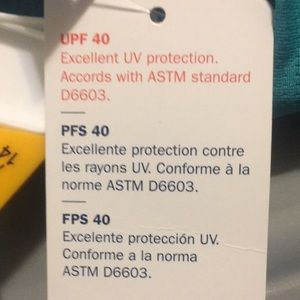 UPF 40
Excellent UV protection.
Accords with ASTM standard
D6603.
PFS 40
Excellente protection contre
les rayons UV. Conforme à la
norme ASTM D6603.
FPS 40
Excelente protección UV.
Conforme a la norma
ASTM D6603.
14